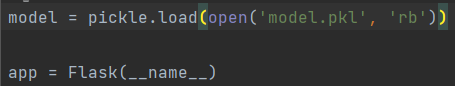 model = pickle.load(open('model.pkl', 'rb'))
app = Flask(__name__)